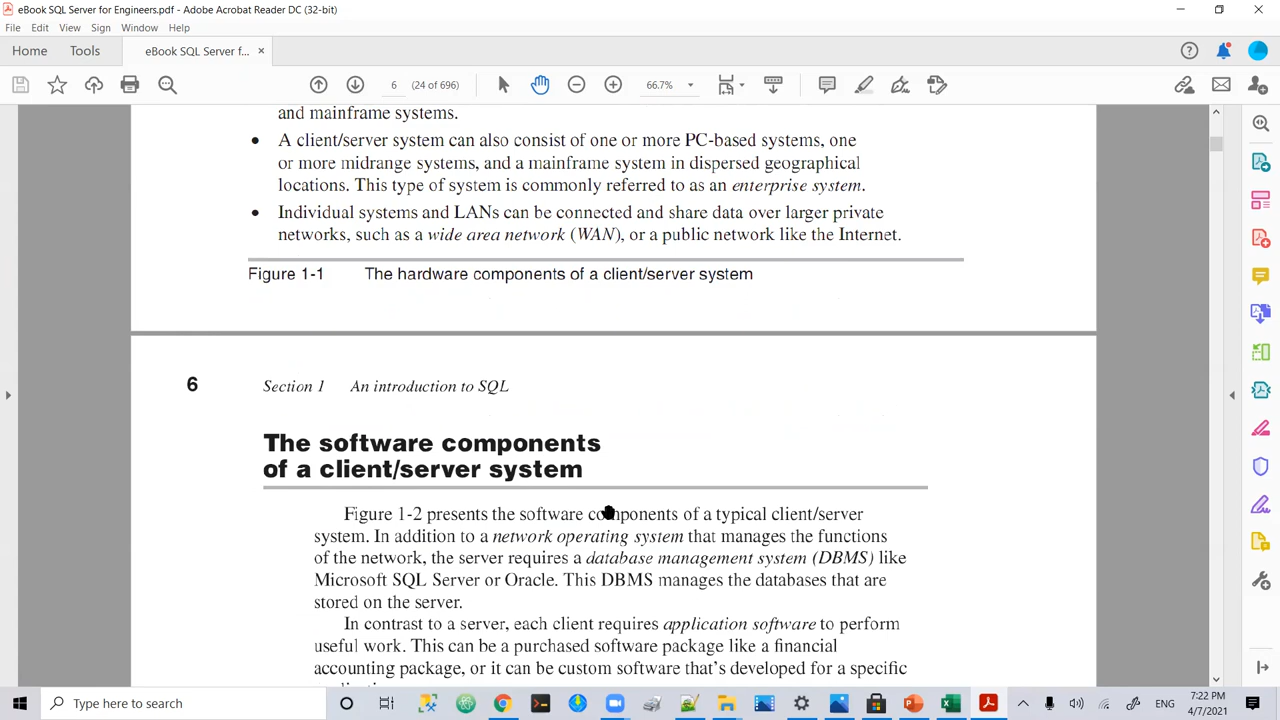 eBook SQL Server for Engineers.pdf - Adobe Acrobat Reader DC (32-bit)
File Edit View Sign Window Help
Home Tools eBook SQL Server f... ×
6 (24 of 696) 66.7%
and mainframe systems.
• A client/server system can also consist of one or more PC-based systems, one
or more midrange systems, and a mainframe system in dispersed geographical
locations. This type of system is commonly referred to as an enterprise system.
• Individual systems and LANs can beconnected and share data over larger private
networks, such as a wide area network (WAN), or a public network like the Internet.
Figure 1-1 The hardware components of a client/server system
6 Section 1 An introduction to SQL
The software components
of a client/server system
Figure 1-2 presents the software components of a typical client/server
system. In addition to a network operating system that manages the functions
of the network, the server requires a database management system (DBMS) like
Microsoft SQL Server or Oracle. This DBMS manages the databases that are
stored on the server.
In contrast to a server, each client requires application software to perform
useful work. This can be a purchased software package like a financial
accounting package, or it can be custom software that's developed for a specific
Type here to search
ENG
7:22 PM
4/7/2021